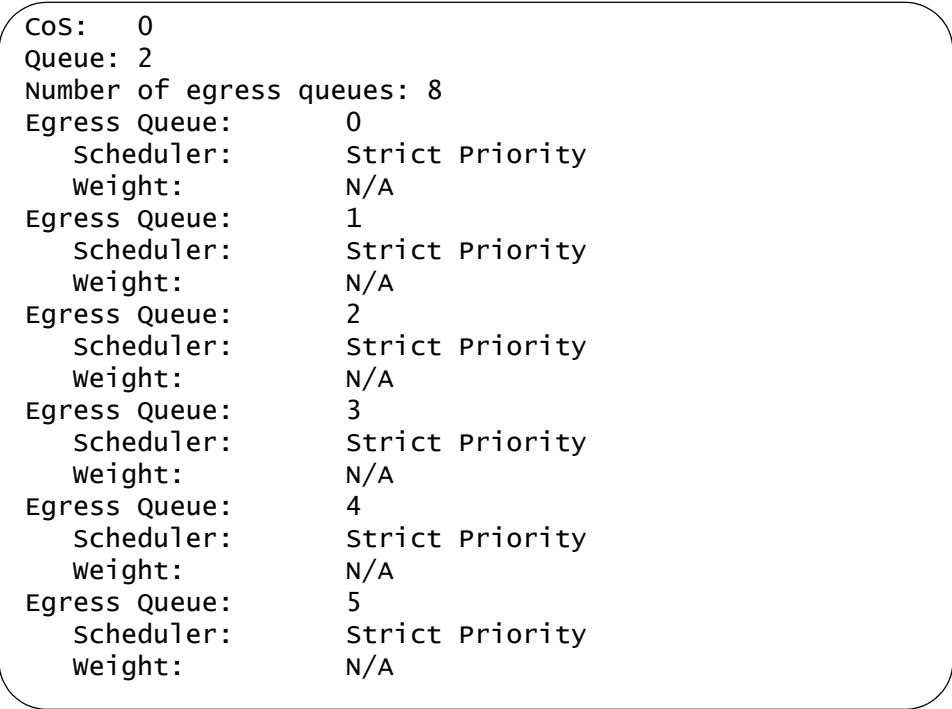 CoS:   0
Queue: 2
Number of egress queues: 8
Egress Queue:       0
   Scheduler:       Strict Priority
   Weight:          N/A
Egress Queue:       1
   Scheduler:       Strict Priority
   Weight:          N/A
Egress Queue:       2
   Scheduler:       Strict Priority
   Weight:          N/A
Egress Queue:       3
   Scheduler:       Strict Priority
   Weight:          N/A
Egress Queue:       4
   Scheduler:       Strict Priority
   Weight:          N/A
Egress Queue:       5
   Scheduler:       Strict Priority
   Weight:          N/A